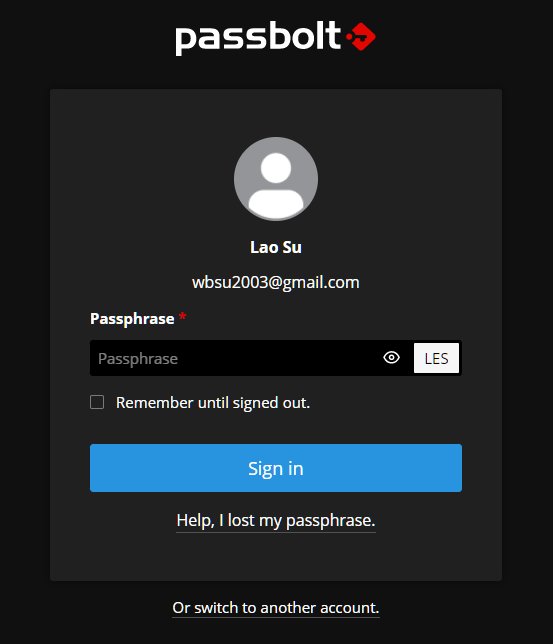 passbolt
Lao Su
wbsu2003@gmail.com
Passphrase *
Passphrase
LES
Remember until signed out.
Sign in
Help, I lost my passphrase.
Or switch to another account.